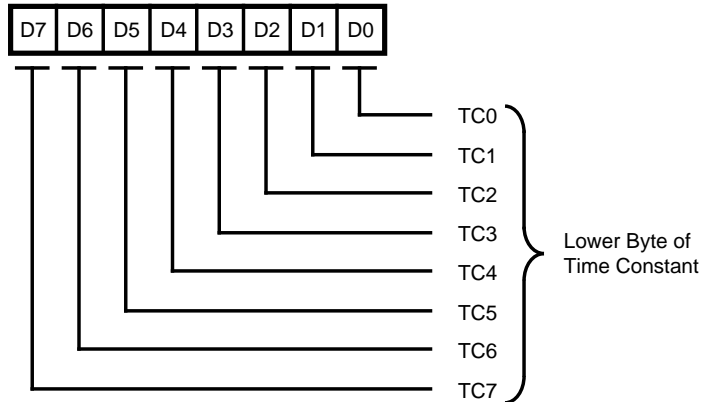 D7 D6 D5 D4 D3 D2 D1 D0
TC0
TC1
TC2
TC3
TC4
TC5
TC6
TC7
Lower Byte of
Time Constant